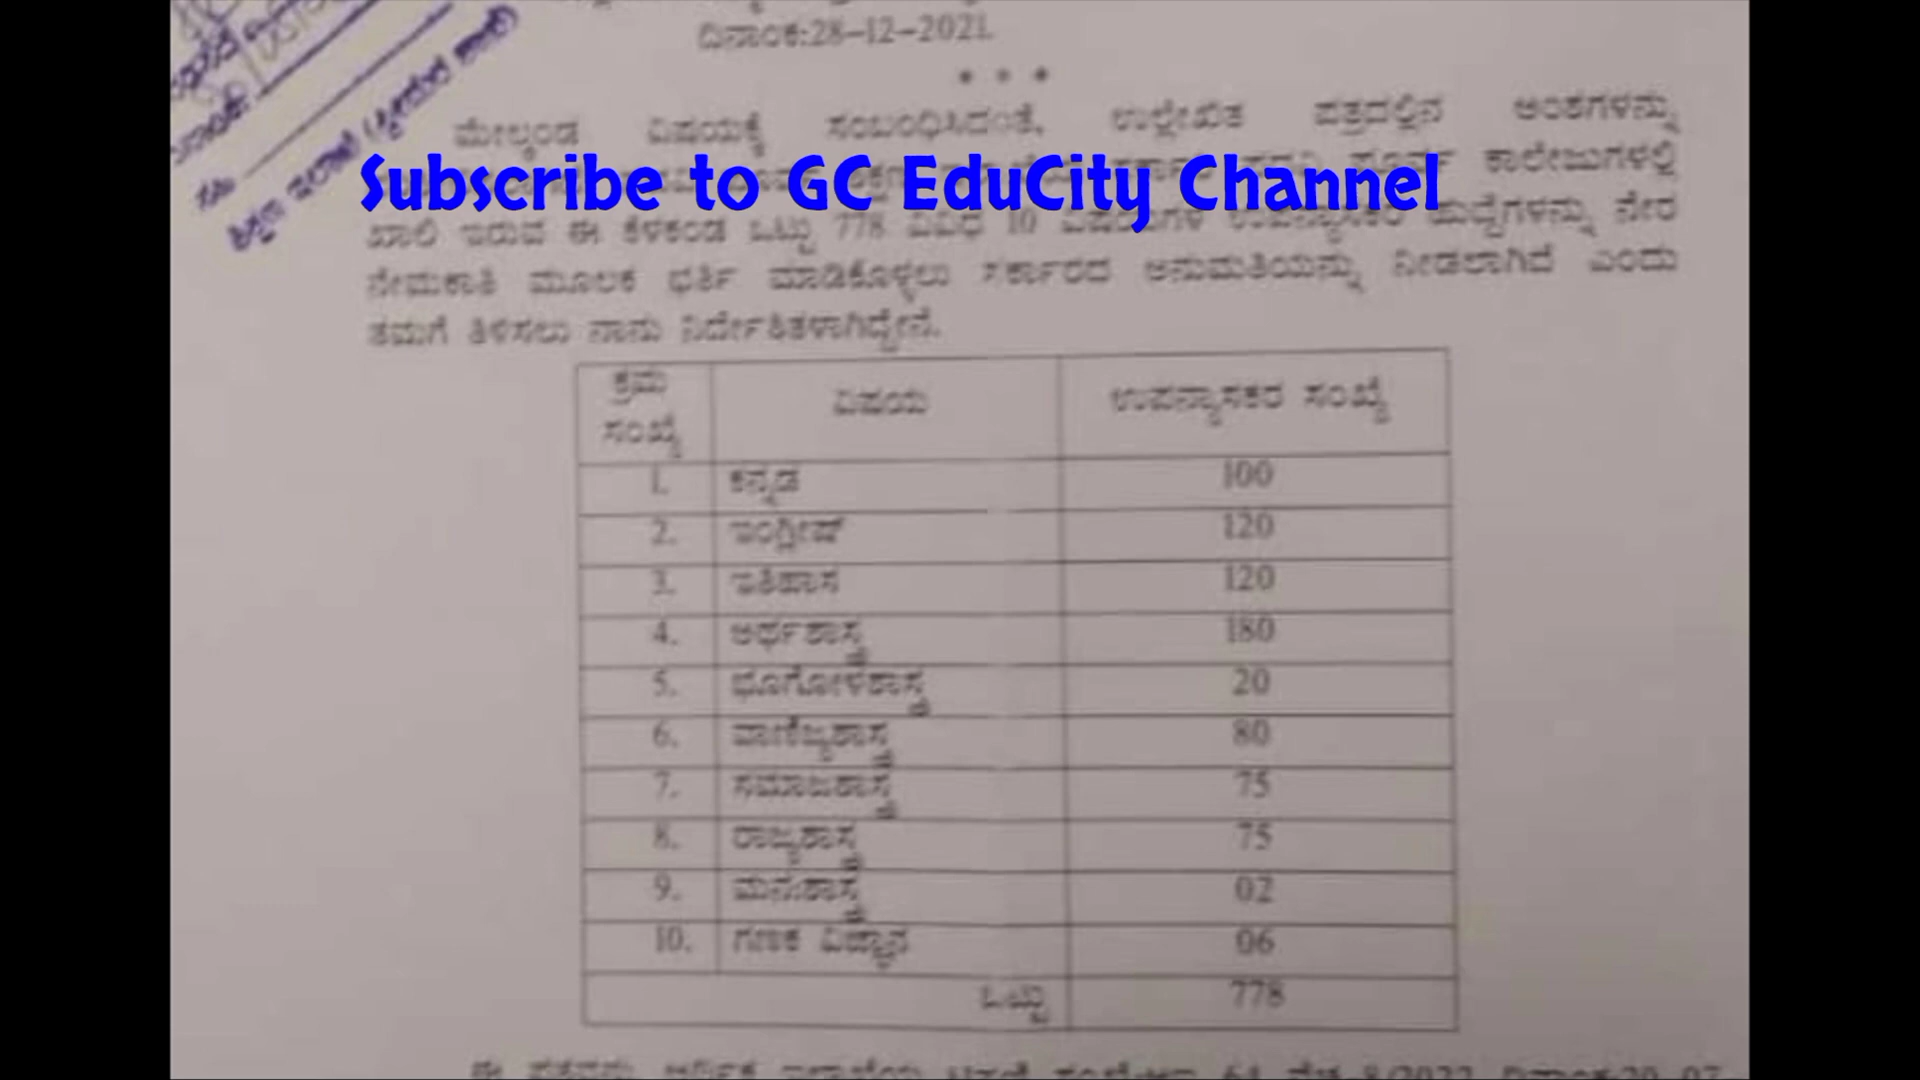 ದಿನಾಂಕ:28-12-2021.
* * *
ಮೇಲ್ಕಂಡ ವಿಷಯಕ್ಕೆ ಸಂಬಂಧಿಸಿದಂತೆ, ಉಲ್ಲೇಖಿತ ಪತ್ರದಲ್ಲಿನ ಅಂಶಗಳನ್ನು
ಕಾಲೇಜುಗಳಲ್ಲಿ
Subscribe to GC EduCity Channel
ಖಾಲಿ ಇರುವ ಈ ಕೆಳಕಂಡ ಒಟ್ಟು 778 ವಿವಿಧ 10 ವಿಷಯಗಳ ಉಪನ್ಯಾಸಕರ ಹುದ್ದೆಗಳನ್ನು ನೇರ
ನೇಮಕಾತಿ ಮೂಲಕ ಭರ್ತಿ ಮಾಡಿಕೊಳ್ಳಲು ಸರ್ಕಾರದ ಅನುಮತಿಯನ್ನು ನೀಡಲಾಗಿದೆ ಎಂದು
ತಮಗೆ ತಿಳಿಸಲು ನಾನು ನಿರ್ದೇಶಿತಳಾಗಿದ್ದೇನೆ.
ಕ್ರಮ ಸಂಖ್ಯೆ ವಿಷಯ ಉಪನ್ಯಾಸಕರ ಸಂಖ್ಯೆ
1. ಕನ್ನಡ 100
2. ಇಂಗ್ಲೀಷ್ 120
3. ಇತಿಹಾಸ 120
4. ಅರ್ಥಶಾಸ್ತ್ರ 180
5. ಭೂಗೋಳಶಾಸ್ತ್ರ 20
6. ವಾಣಿಜ್ಯಶಾಸ್ತ್ರ 80
7. ಸಮಾಜಶಾಸ್ತ್ರ 75
8. ರಾಜ್ಯಶಾಸ್ತ್ರ 75
9. ಮನಃಶಾಸ್ತ್ರ 02
10. ಗಣಕ ವಿಜ್ಞಾನ 06
ಒಟ್ಟು 778